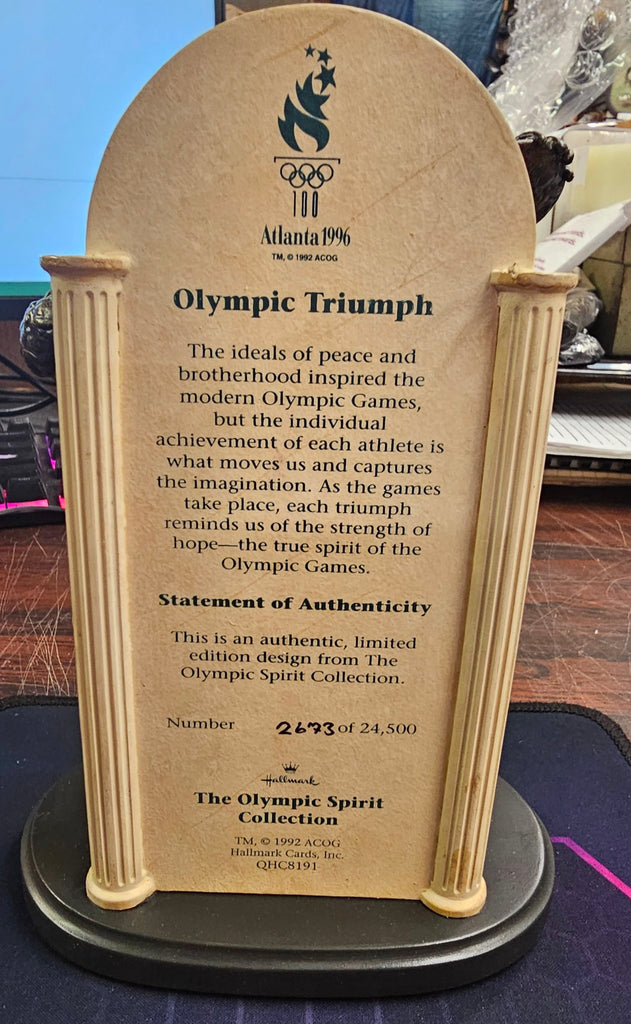 100
Atlanta 1996
TM, © 1992 ACOG
Olympic Triumph
The ideals of peace and
brotherhood inspired the
modern Olympic Games,
but the individual
achievement of each athlete is
what moves us and captures
the imagination. As the games
take place, each triumph
reminds us of the strength of
hope—the true spirit of the
Olympic Games.
Statement of Authenticity
This is an authentic, limited
edition design from The
Olympic Spirit Collection.
Number 2673 of 24,500
Hallmark
The Olympic Spirit
Collection
TM, © 1992 ACOG
Hallmark Cards, Inc.
QHC8191